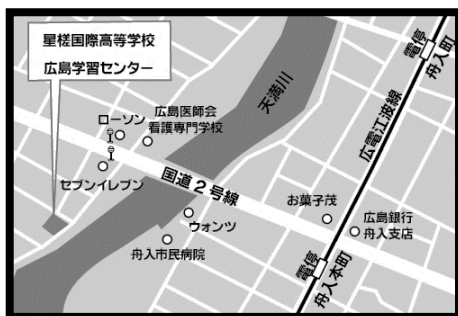 星槎国際高等学校
広島学習センター
ローソン
広島医師会
看護専門学校
セブンイレブン
天満川
国道2号線
ウォンツ
舟入市民病院
お菓子茂
広島銀行
舟入支店
広電江波線
電停
舟入町
電停
舟入本町